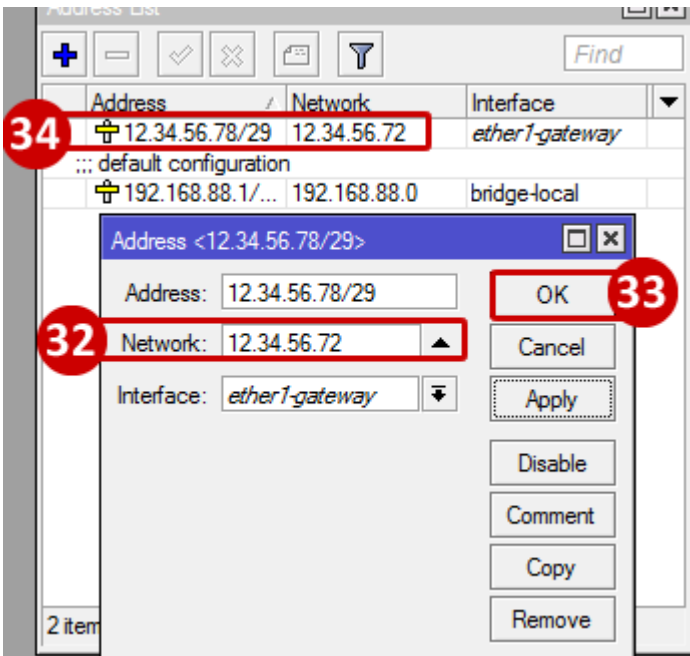 Address List
Find
Address Network Interface
34 12.34.56.78/29 12.34.56.72 ether1-gateway
;;; default configuration
192.168.88.1/... 192.168.88.0 bridge-local
Address <12.34.56.78/29>
Address: 12.34.56.78/29 OK 33
32 Network: 12.34.56.72 Cancel
Interface: ether1-gateway Apply
Disable
Comment
Copy
2 item Remove